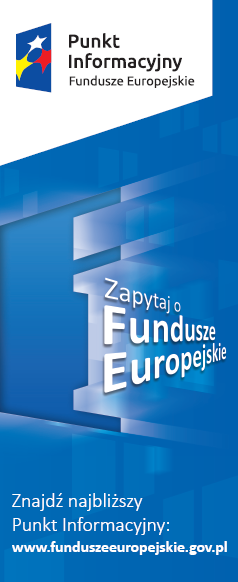 Punkt
Informacyjny
Fundusze Europejskie
Zapytaj o
Fundusze
Europejskie
Znajdź najbliższy
Punkt Informacyjny:
www.funduszeeuropejskie.gov.pl